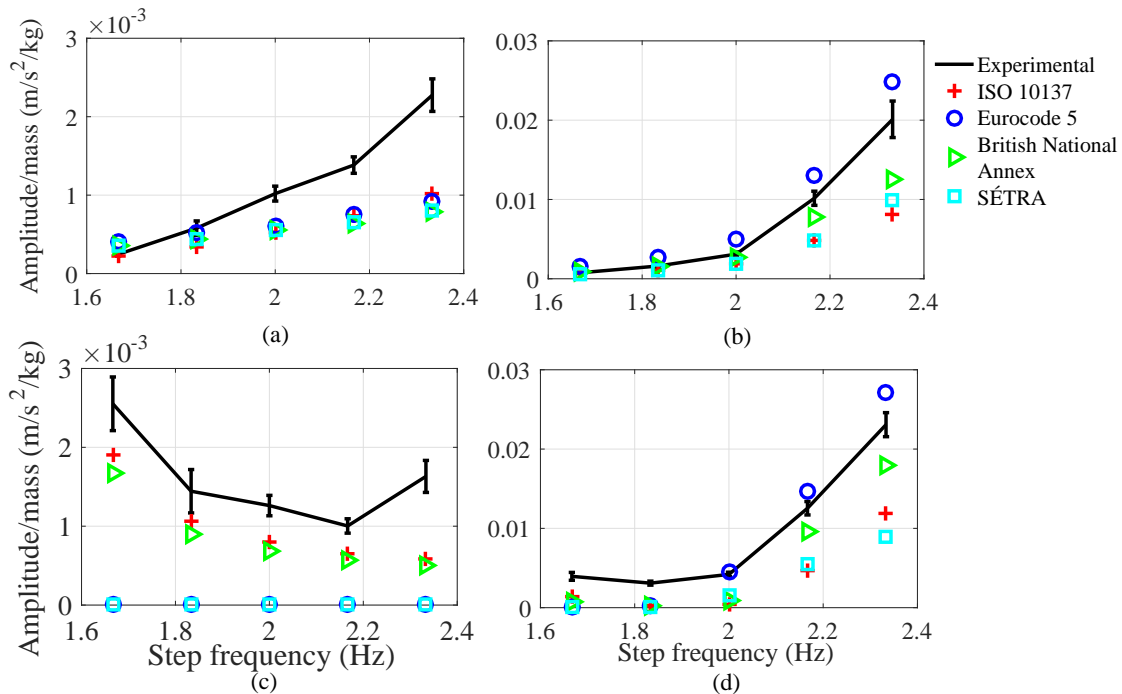 ×10⁻³
3
2
1
0
1.6
1.8
2
2.2
2.4
Amplitude/mass (m/s²/kg)
(a)
0.03
0.02
0.01
0
1.6
1.8
2
2.2
2.4
(b)
Experimental
ISO 10137
Eurocode 5
British National
Annex
SÉTRA
×10⁻³
3
2
1
0
1.6
1.8
2
2.2
2.4
Amplitude/mass (m/s²/kg)
Step frequency (Hz)
(c)
0.03
0.02
0.01
0
1.6
1.8
2
2.2
2.4
Step frequency (Hz)
(d)